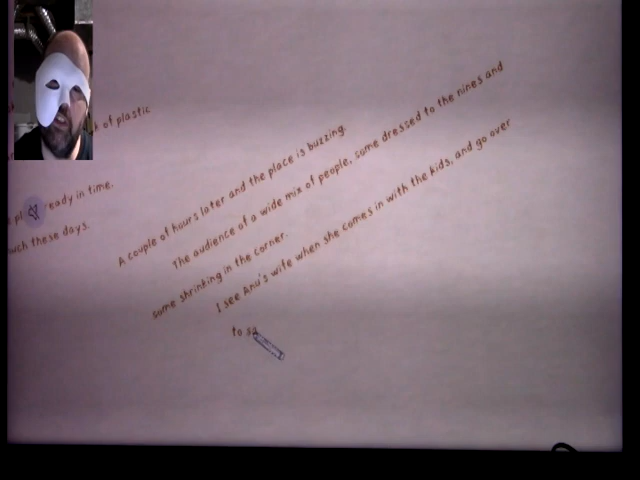 of plastic
ready in time.
these days.
A couple of hours later and the place is buzzing.
The audience of a wide mix of people, some dressed to the nines and
some shrinking in the corner.
I see Anu's wife when she comes in with the kids, and go over
to sa